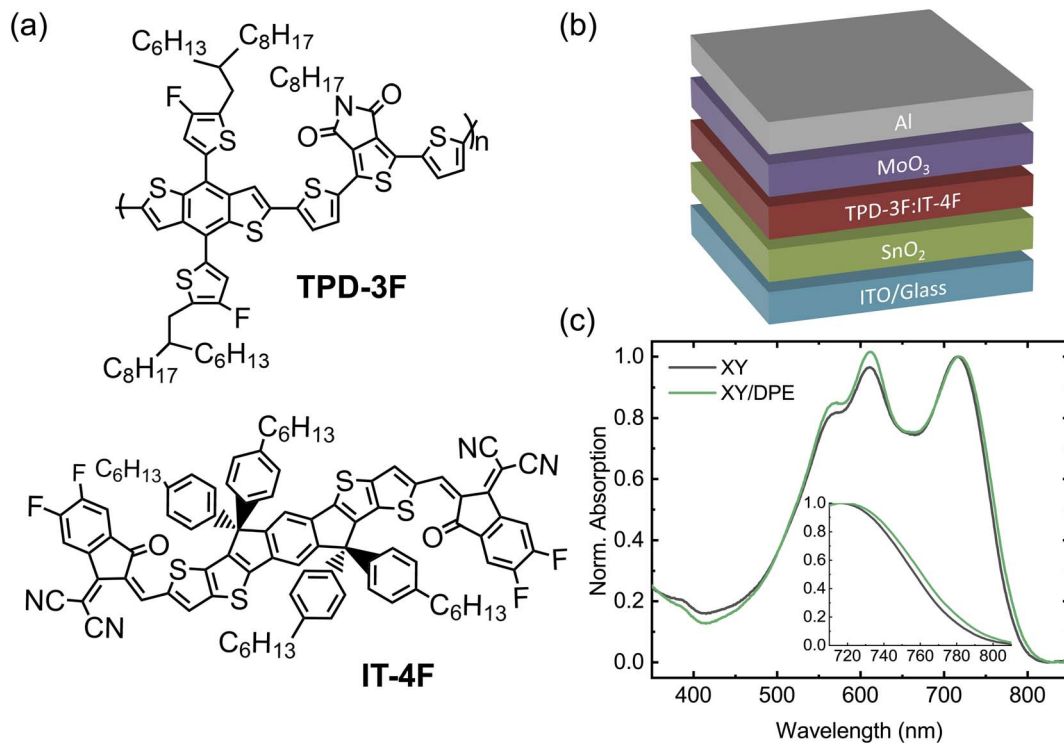 (a)
C6H13
C8H17
F
S
C8H17
N
O
O
S
)n
S
S
S
S
(
S
S
F
C8H17
C6H13
TPD-3F
C6H13
C6H13
S
S
CN
CN
F
F
O
O
F
F
S
S
NC
CN
C6H13
C6H13
IT-4F
(b)
Al
MoO3
TPD-3F:IT-4F
SnO2
ITO/Glass
(c)
XY
XY/DPE
Norm. Absorption
1.0
0.8
0.6
0.4
0.2
0.0
1.0
0.8
0.6
0.4
0.2
0.0
720 740 760 780 800
400 500 600 700 800
Wavelength (nm)